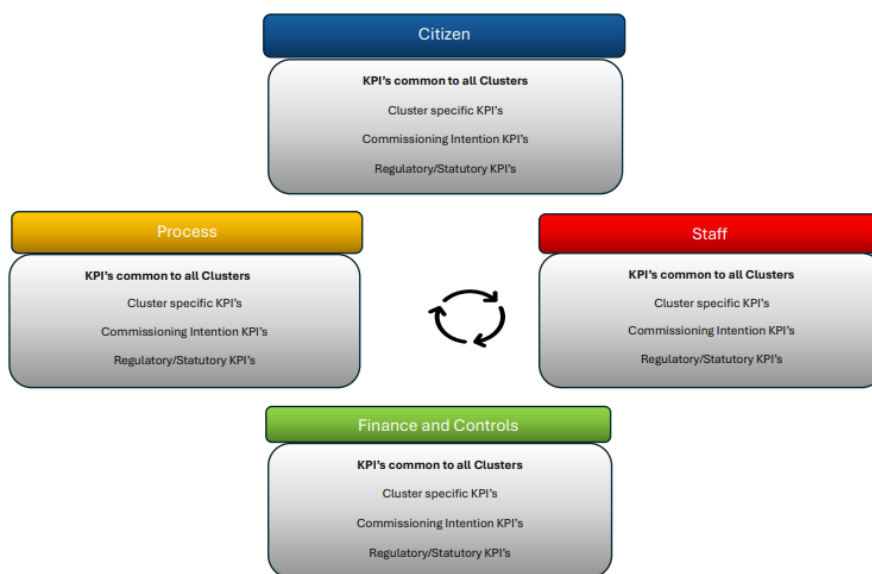 Citizen
KPI's common to all Clusters
Cluster specific KPI's
Commissioning Intention KPI's
Regulatory/Statutory KPI's
Process
KPI's common to all Clusters
Cluster specific KPI's
Commissioning Intention KPI's
Regulatory/Statutory KPI's
Staff
KPI's common to all Clusters
Cluster specific KPI's
Commissioning Intention KPI's
Regulatory/Statutory KPI's
Finance and Controls
KPI's common to all Clusters
Cluster specific KPI's
Commissioning Intention KPI's
Regulatory/Statutory KPI's